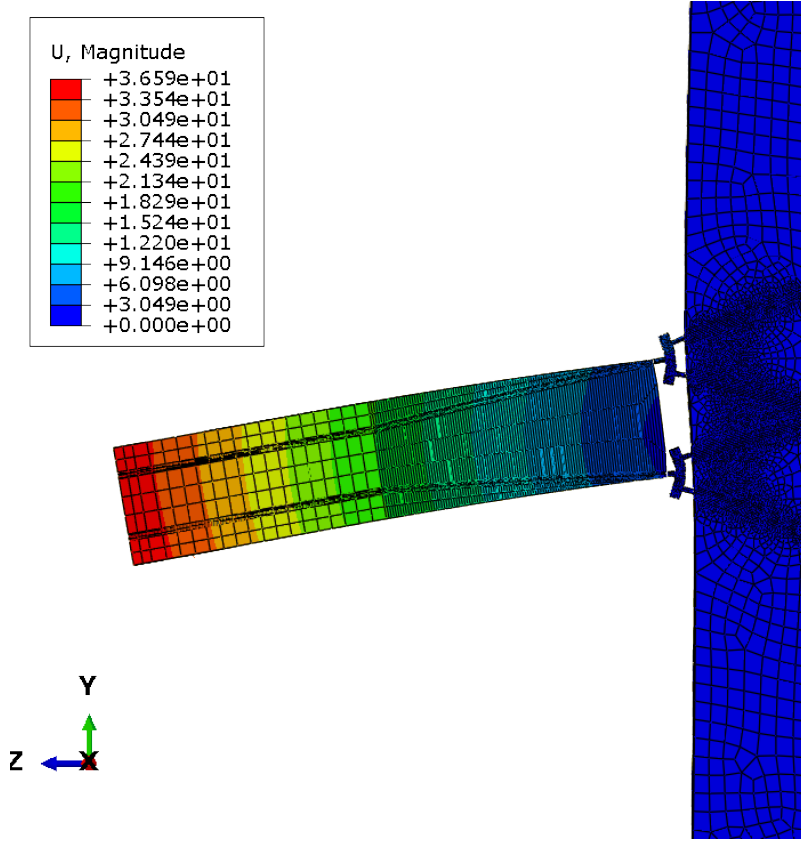 U, Magnitude
+3.659e+01
+3.354e+01
+3.049e+01
+2.744e+01
+2.439e+01
+2.134e+01
+1.829e+01
+1.524e+01
+1.220e+01
+9.146e+00
+6.098e+00
+3.049e+00
+0.000e+00
Y
Z
X